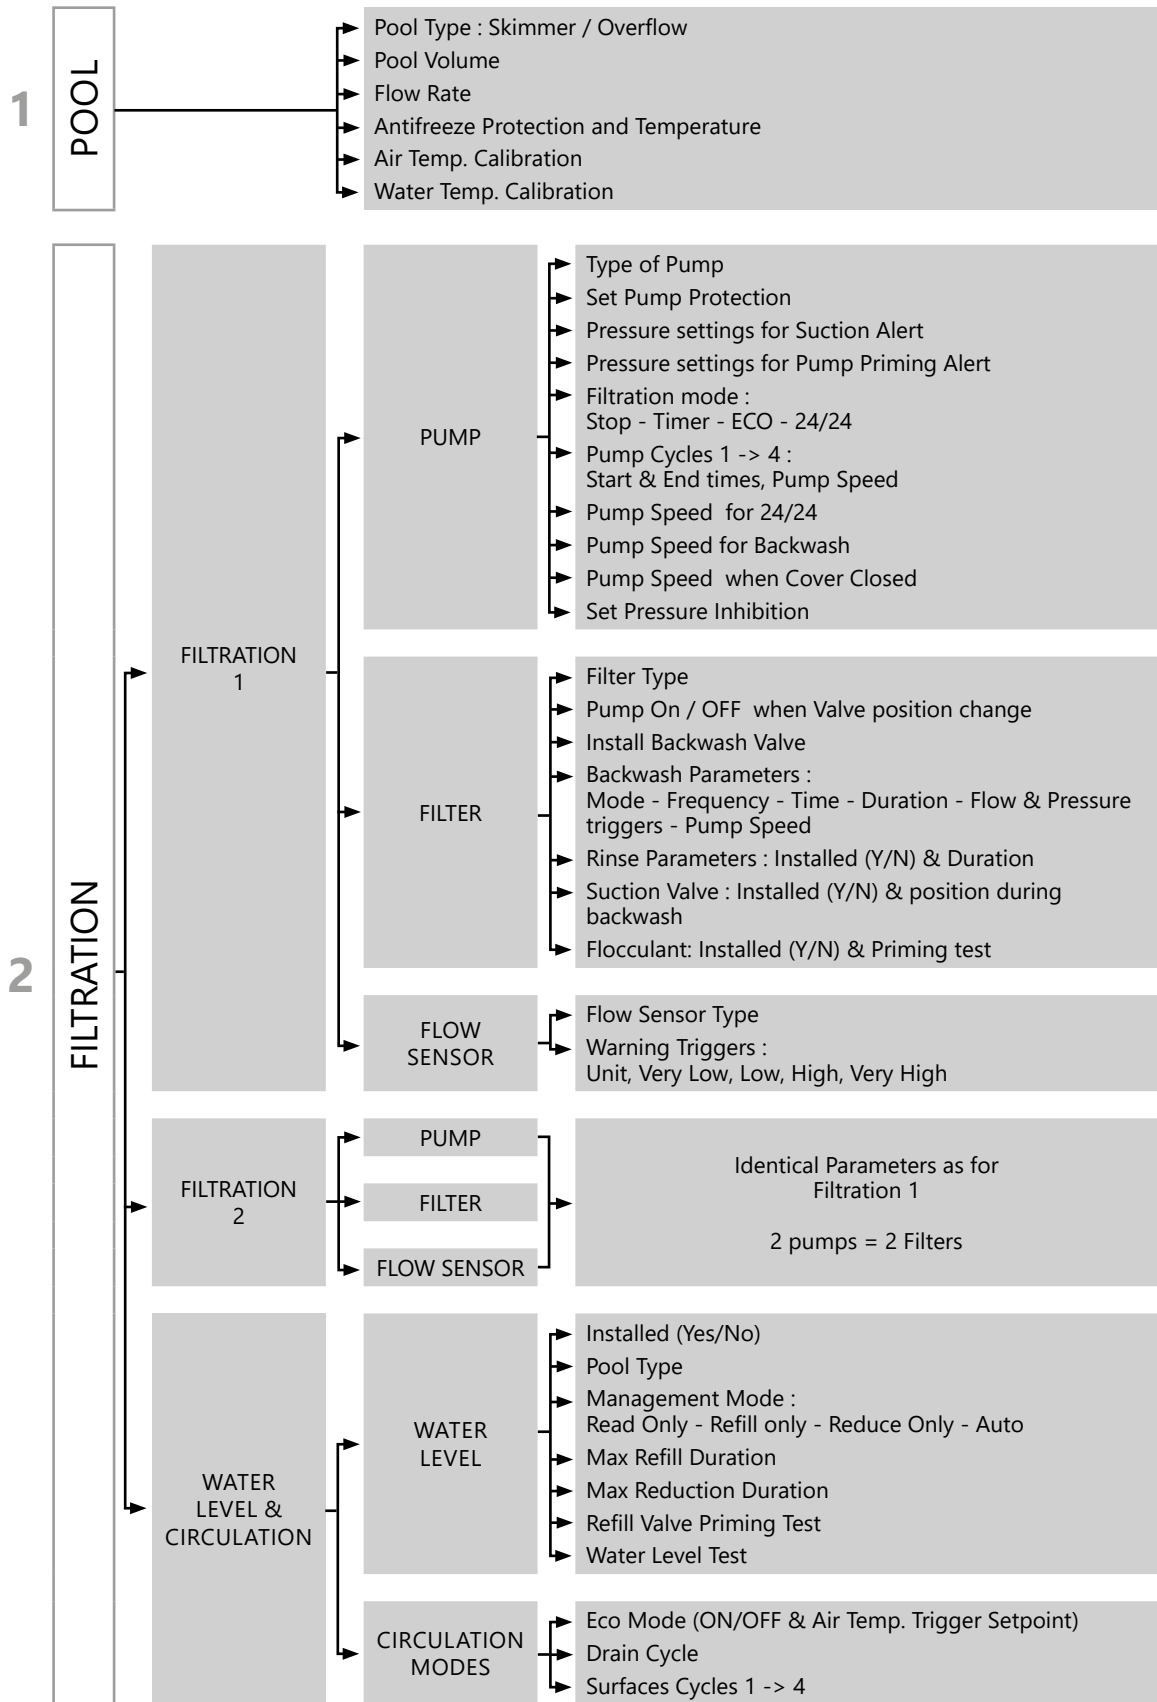 1
POOL
Pool Type : Skimmer / Overflow
Pool Volume
Flow Rate
Antifreeze Protection and Temperature
Air Temp. Calibration
Water Temp. Calibration
2
FILTRATION
FILTRATION
1
PUMP
Type of Pump
Set Pump Protection
Pressure settings for Suction Alert
Pressure settings for Pump Priming Alert
Filtration mode :
Stop - Timer - ECO - 24/24
Pump Cycles 1 -> 4 :
Start & End times, Pump Speed
Pump Speed for 24/24
Pump Speed for Backwash
Pump Speed when Cover Closed
Set Pressure Inhibition
FILTER
Filter Type
Pump On / OFF when Valve position change
Install Backwash Valve
Backwash Parameters :
Mode - Frequency - Time - Duration - Flow & Pressure
triggers - Pump Speed
Rinse Parameters : Installed (Y/N) & Duration
Suction Valve : Installed (Y/N) & position during
backwash
Flocculant: Installed (Y/N) & Priming test
FLOW
SENSOR
Flow Sensor Type
Warning Triggers :
Unit, Very Low, Low, High, Very High
FILTRATION
2
PUMP
FILTER
FLOW SENSOR
Identical Parameters as for
Filtration 1
2 pumps = 2 Filters
WATER
LEVEL &
CIRCULATION
WATER
LEVEL
Installed (Yes/No)
Pool Type
Management Mode :
Read Only - Refill only - Reduce Only - Auto
Max Refill Duration
Max Reduction Duration
Refill Valve Priming Test
Water Level Test
CIRCULATION
MODES
Eco Mode (ON/OFF & Air Temp. Trigger Setpoint)
Drain Cycle
Surfaces Cycles 1 -> 4